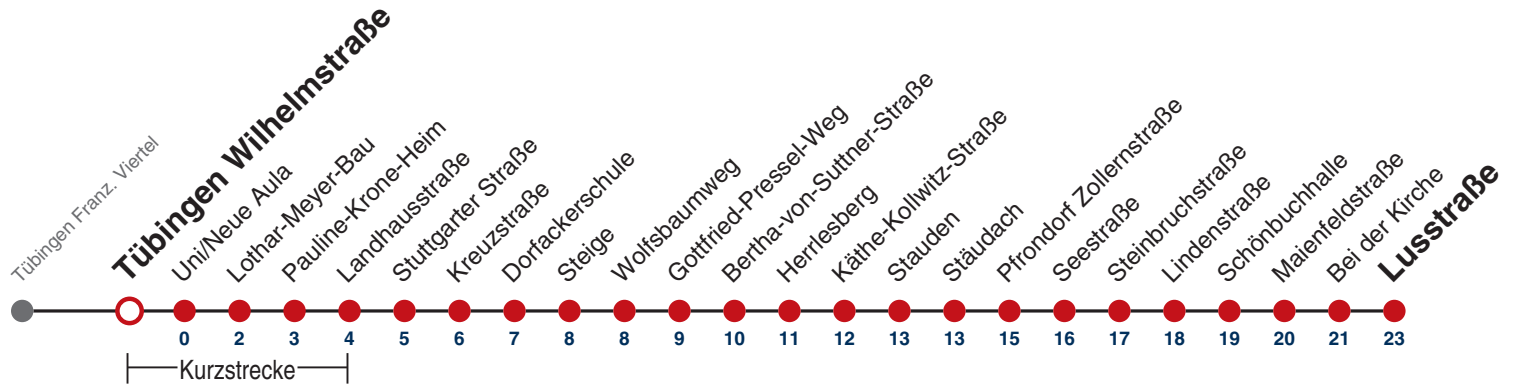 Tübingen Franz. Viertel
Tübingen Wilhelmstraße
Uni/Neue Aula
Lothar-Meyer-Bau
Pauline-Krone-Heim
Landhausstraße
Stuttgarter Straße
Kreuzstraße
Dorfackerschule
Steige
Wolfsbaumweg
Gottfried-Pressel-Weg
Bertha-von-Suttner-Straße
Herrlesberg
Käthe-Kollwitz-Straße
Stauden
Stäudach
Pfrondorf Zollernstraße
Seestraße
Steinbruchstraße
Lindenstraße
Schönbuchhalle
Maienfeldstraße
Bei der Kirche
Lusstraße
0 2 3 4 5 6 7 8 8 9 10 11 12 13 13 15 16 17 18 19 20 21 23
Kurzstrecke